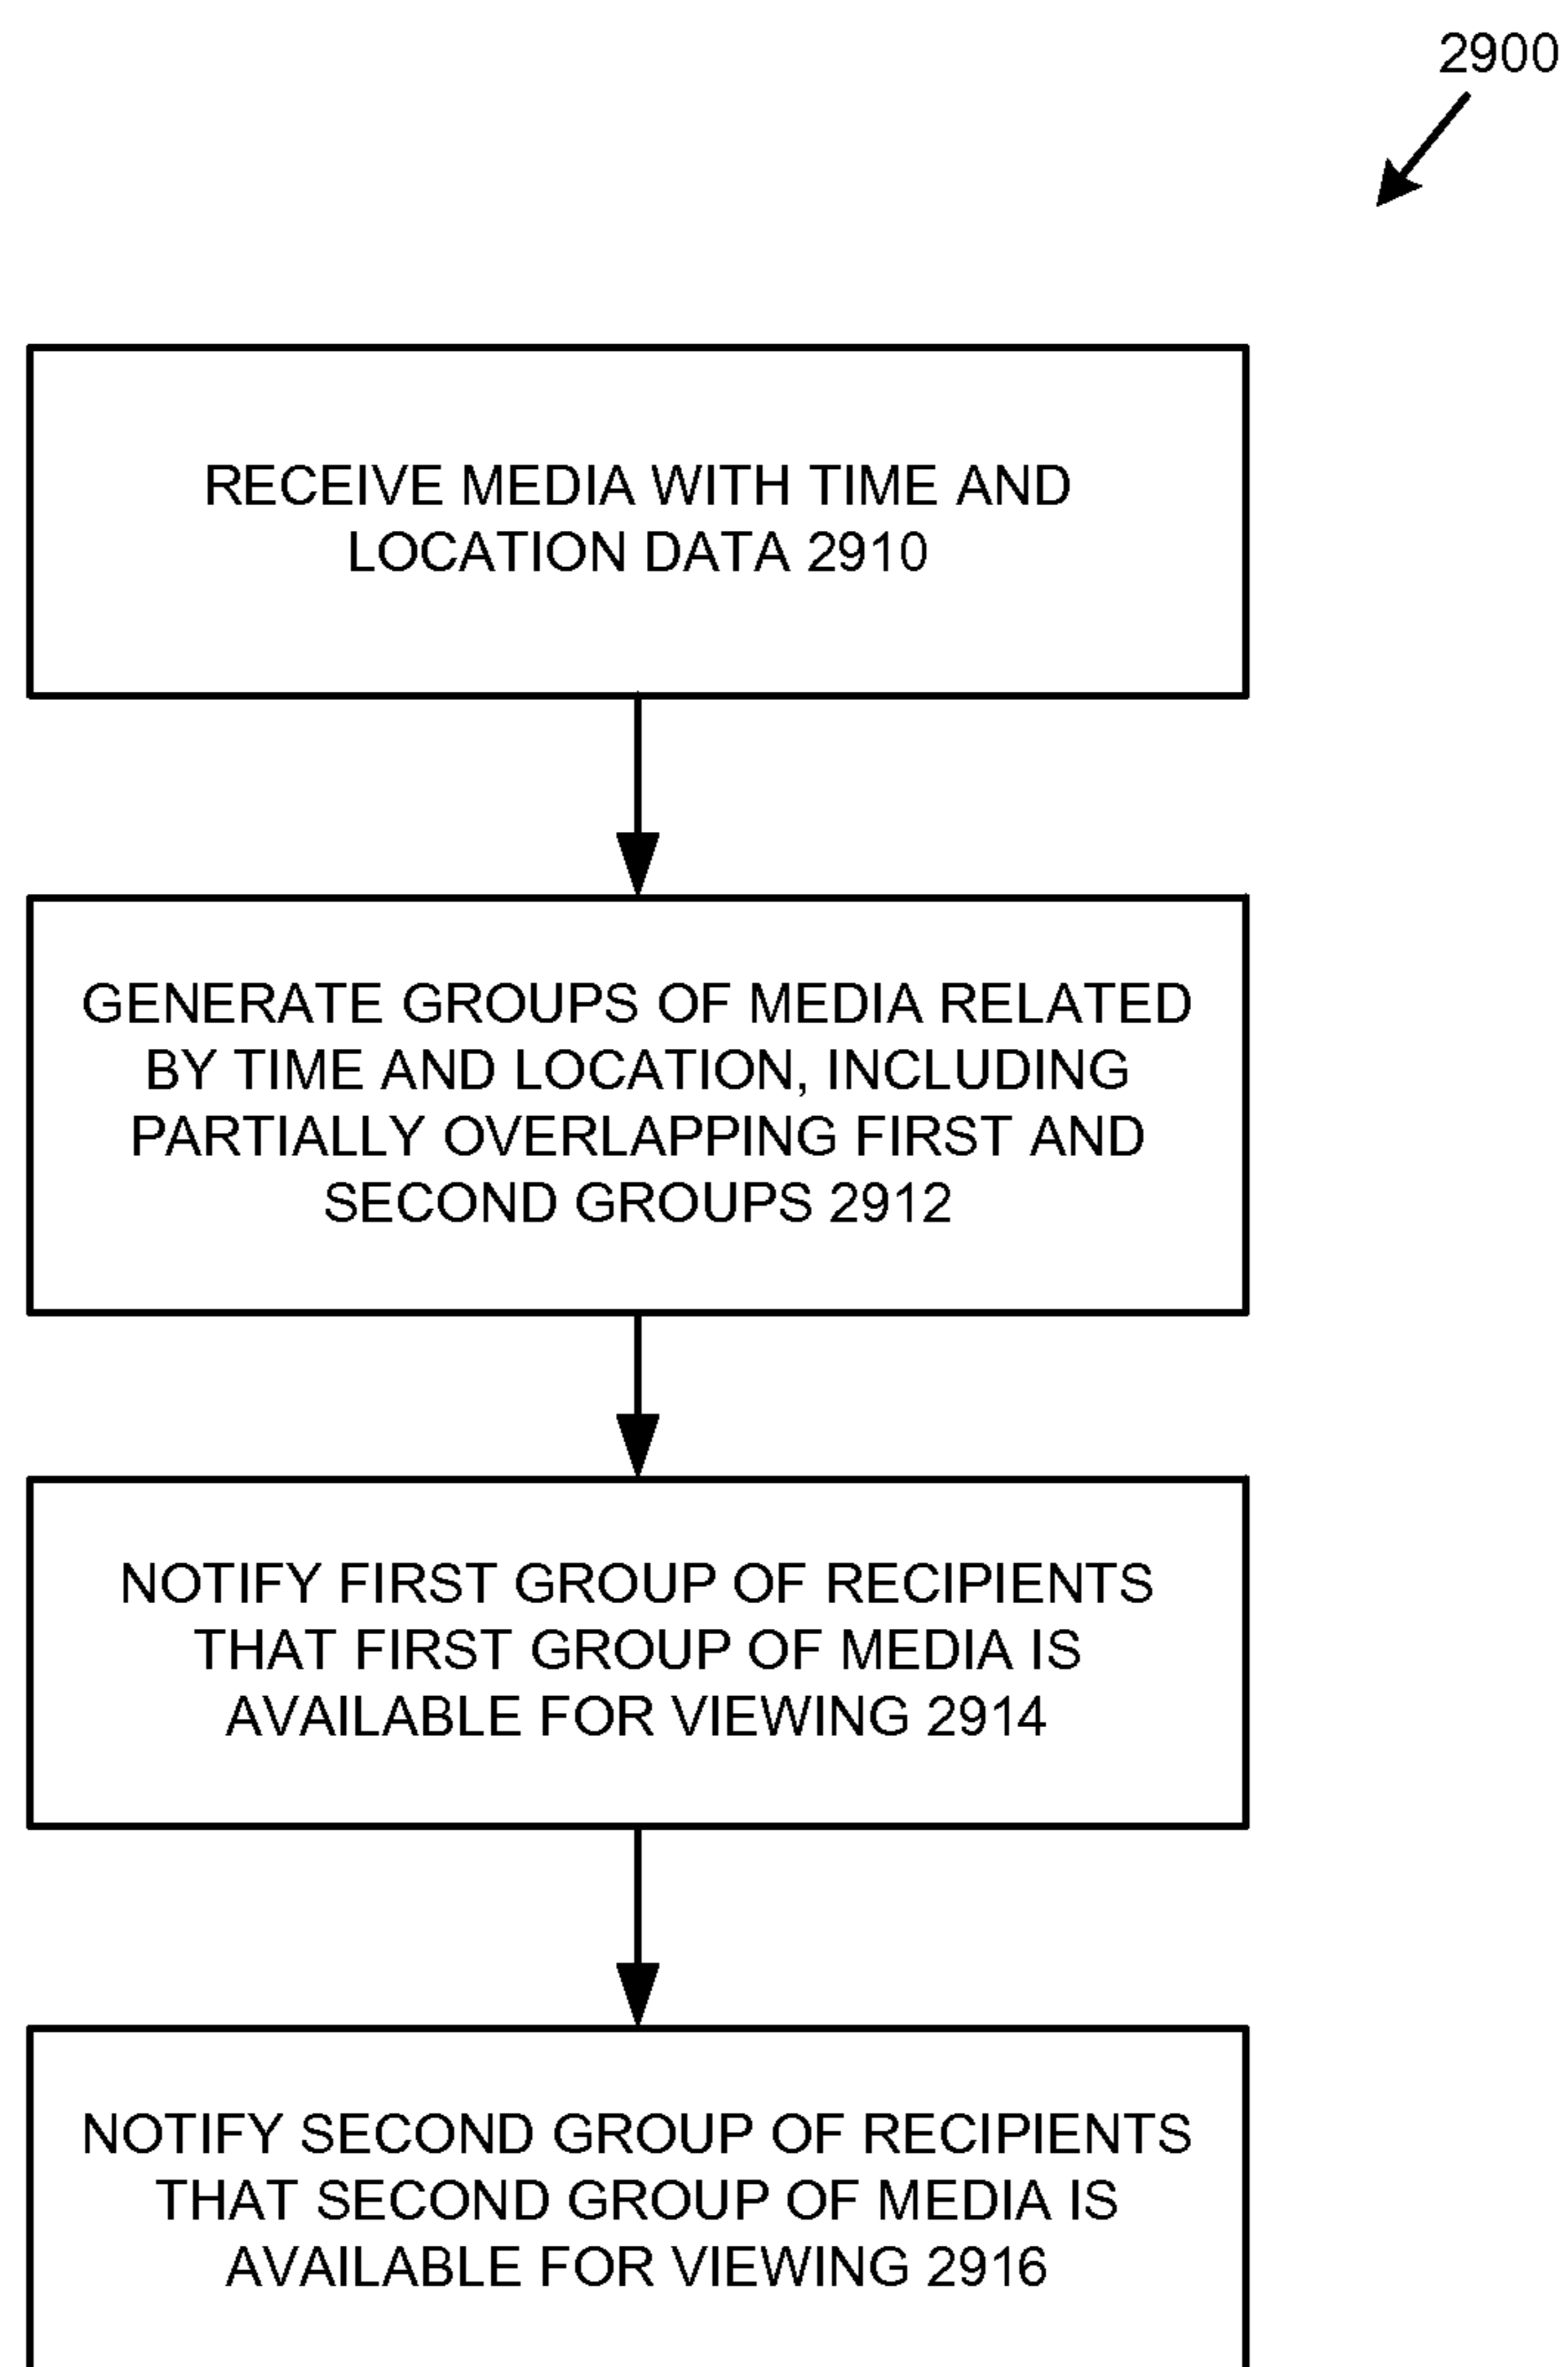 2900
RECEIVE MEDIA WITH TIME AND
LOCATION DATA 2910
GENERATE GROUPS OF MEDIA RELATED
BY TIME AND LOCATION, INCLUDING
PARTIALLY OVERLAPPING FIRST AND
SECOND GROUPS 2912
NOTIFY FIRST GROUP OF RECIPIENTS
THAT FIRST GROUP OF MEDIA IS
AVAILABLE FOR VIEWING 2914
NOTIFY SECOND GROUP OF RECIPIENTS
THAT SECOND GROUP OF MEDIA IS
AVAILABLE FOR VIEWING 2916